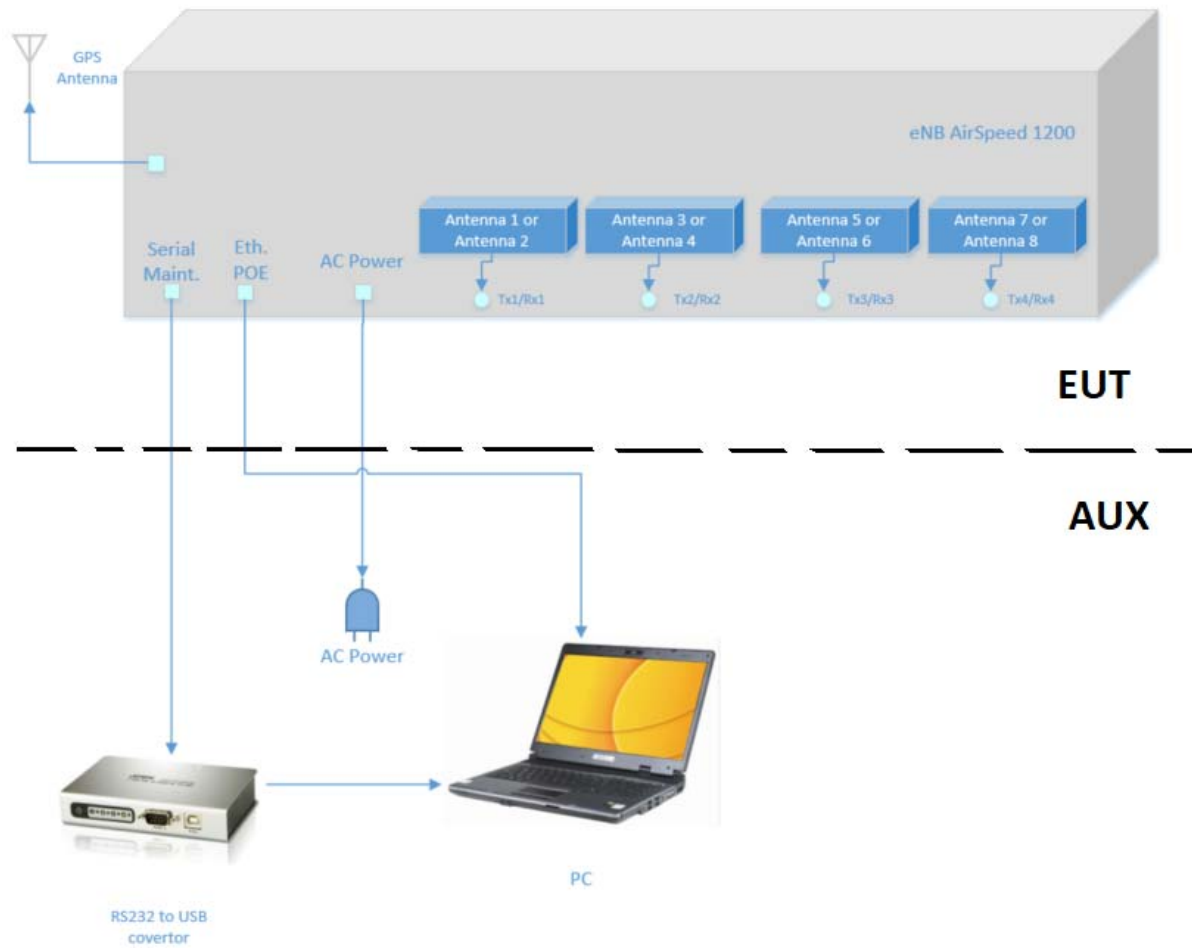 GPS
Antenna
eNB AirSpeed 1200
Antenna 1 or
Antenna 2
Antenna 3 or
Antenna 4
Antenna 5 or
Antenna 6
Antenna 7 or
Antenna 8
Serial
Maint.
Eth.
POE
AC Power
Tx1/Rx1
Tx2/Rx2
Tx3/Rx3
Tx4/Rx4
EUT
AUX
AC Power
PC
RS232 to USB
covertor